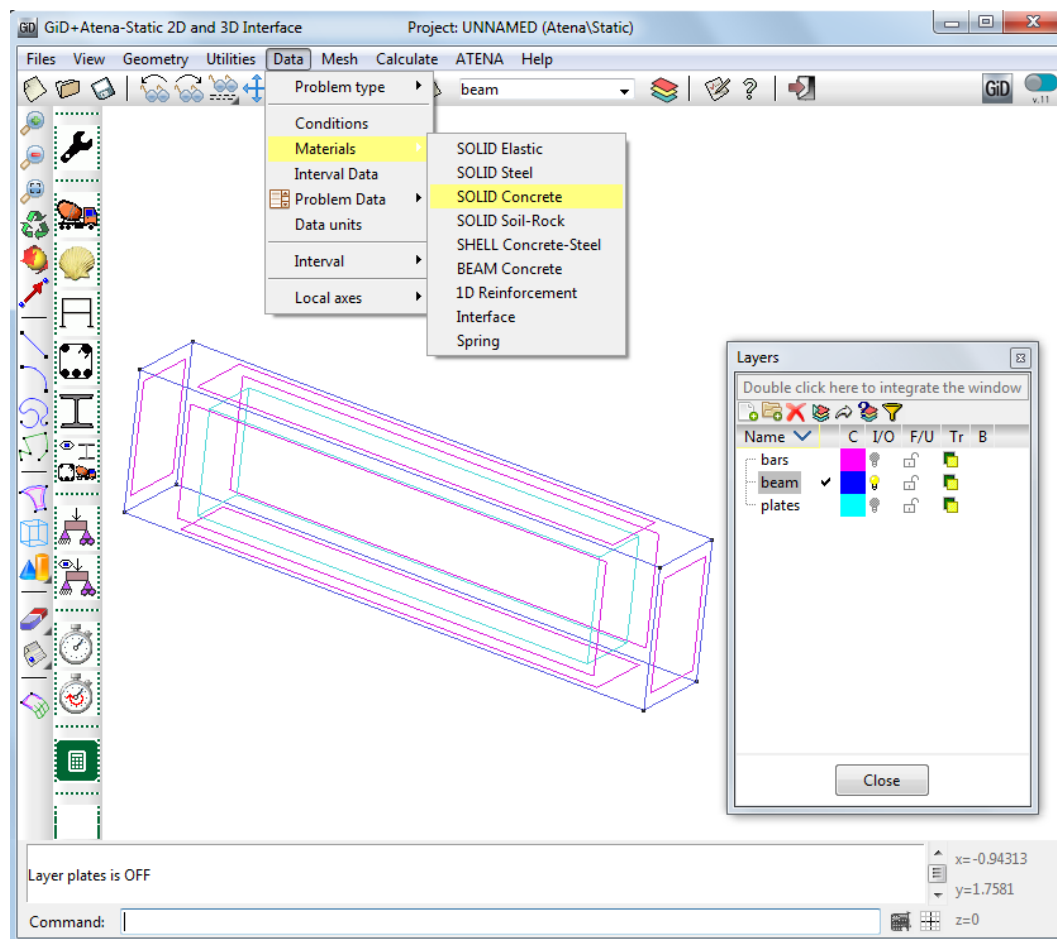 GiD GiD+Atena-Static 2D and 3D Interface Project: UNNAMED (Atena\Static)
Files View Geometry Utilities Data Mesh Calculate ATENA Help
beam
GiD
v.11
Problem type
Conditions
Materials
Interval Data
Problem Data
Data units
Interval
Local axes
SOLID Elastic
SOLID Steel
SOLID Concrete
SOLID Soil-Rock
SHELL Concrete-Steel
BEAM Concrete
1D Reinforcement
Interface
Spring
Layers
Double click here to integrate the window
Name C I/O F/U Tr B
bars
beam
plates
Close
Layer plates is OFF
x=-0.94313
y=1.7581
z=0
Command: